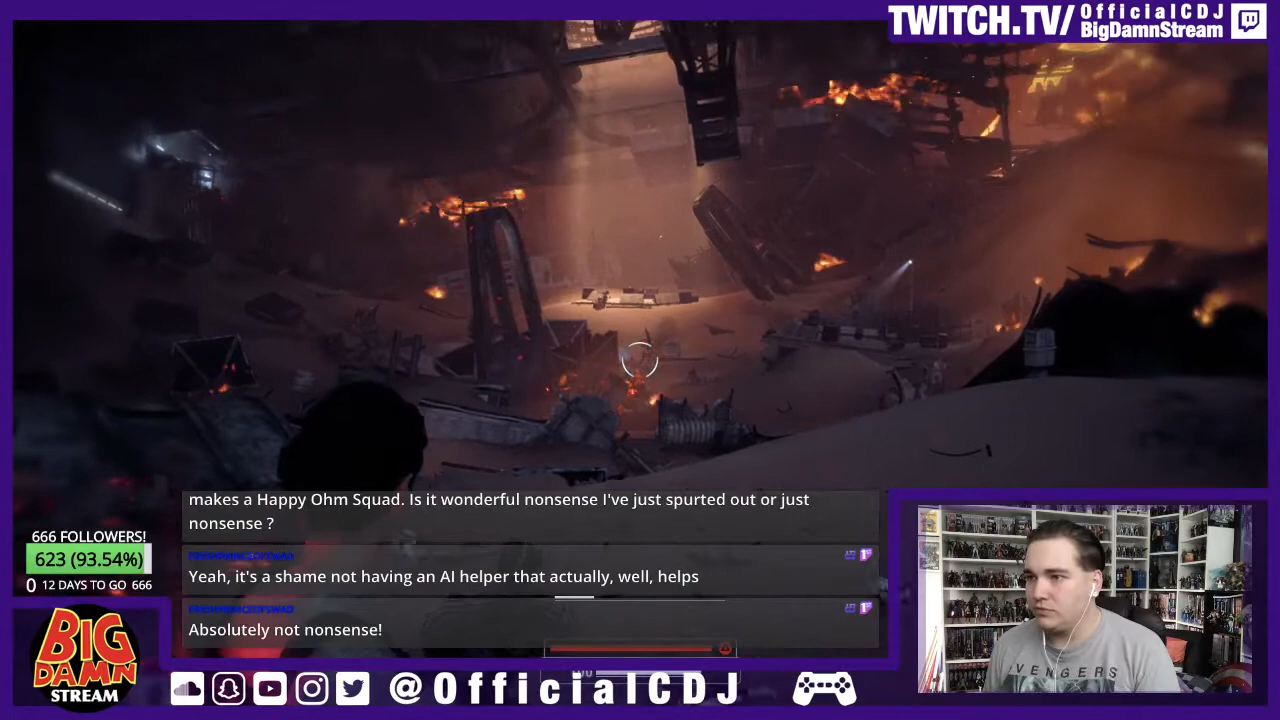 TWITCH.TV/ OfficialCDJ
BigDamnStream
makes a Happy Ohm Squad. Is it wonderful nonsense I've just spurted out or just
nonsense ?
Yeah, it's a shame not having an AI helper that actually, well, helps
Absolutely not nonsense!
666 FOLLOWERS!
623 (93.54%)
0 12 DAYS TO GO 666
BIG
DAMN
STREAM
@OfficialCDJ
AVENGERS